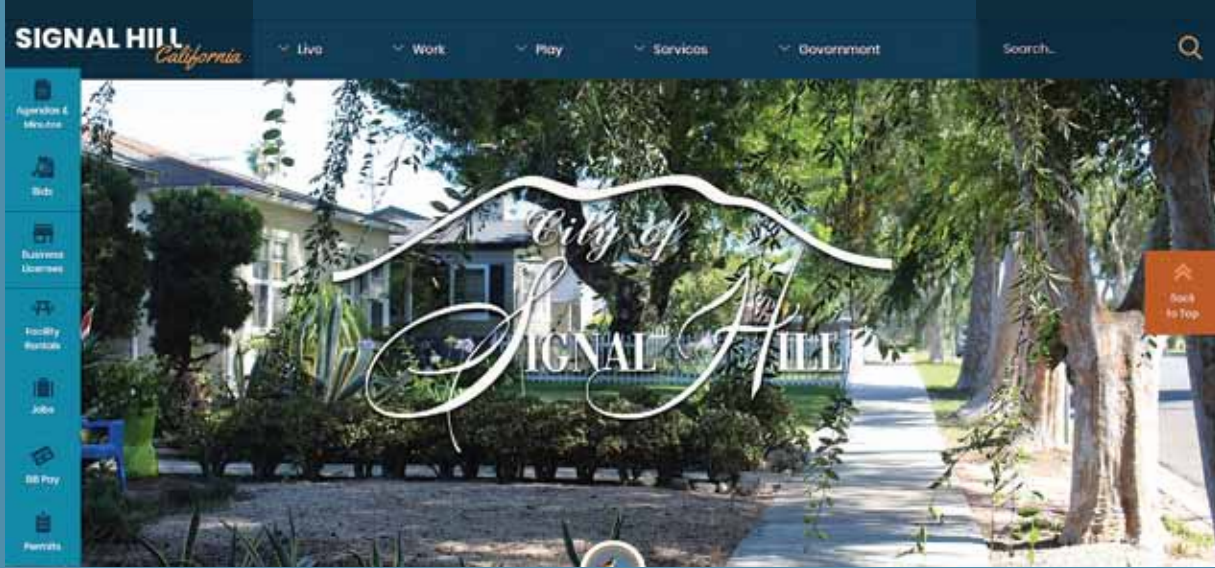 SIGNAL HILL
California
Live
Work
Play
Services
Government
Search...
Agendas &
Minutes
Bids
Business
Licenses
Facility
Rentals
Jobs
Bill Pay
Permits
City of
SIGNAL HILL
Back
to Top